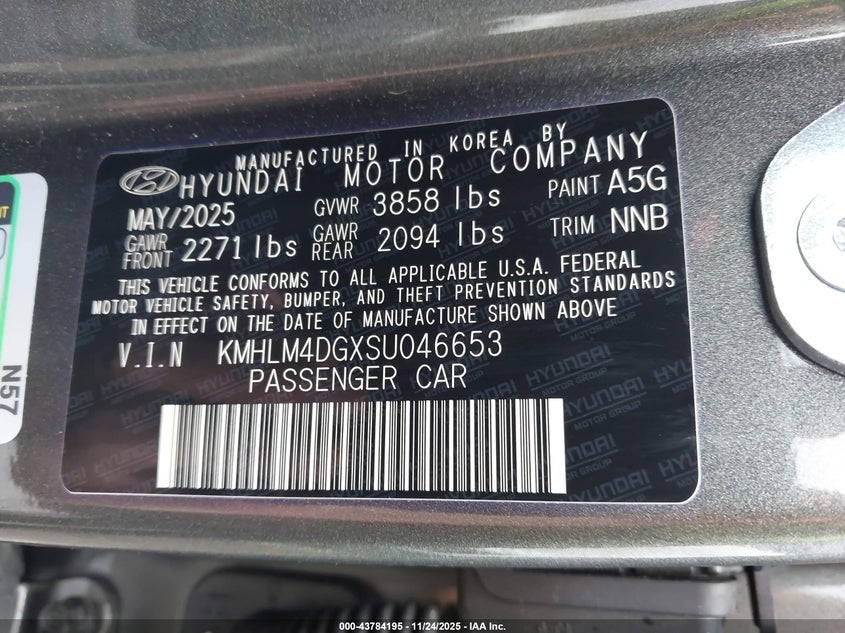 MANUFACTURED IN KOREA BY
HYUNDAI MOTOR COMPANY
MAY/2025 GVWR 3858 lbs PAINT A5G
GAWR FRONT 2271 lbs GAWR REAR 2094 lbs TRIM NNB
THIS VEHICLE CONFORMS TO ALL APPLICABLE U.S.A. FEDERAL
MOTOR VEHICLE SAFETY, BUMPER, AND THEFT PREVENTION STANDARDS
IN EFFECT ON THE DATE OF MANUFACTURE SHOWN ABOVE
V.I.N KMHLM4DGXSU046653
PASSENGER CAR
HYUNDAI
MOTOR GROUP
N57
000-43784195 - 11/24/2025 - IAA Inc.